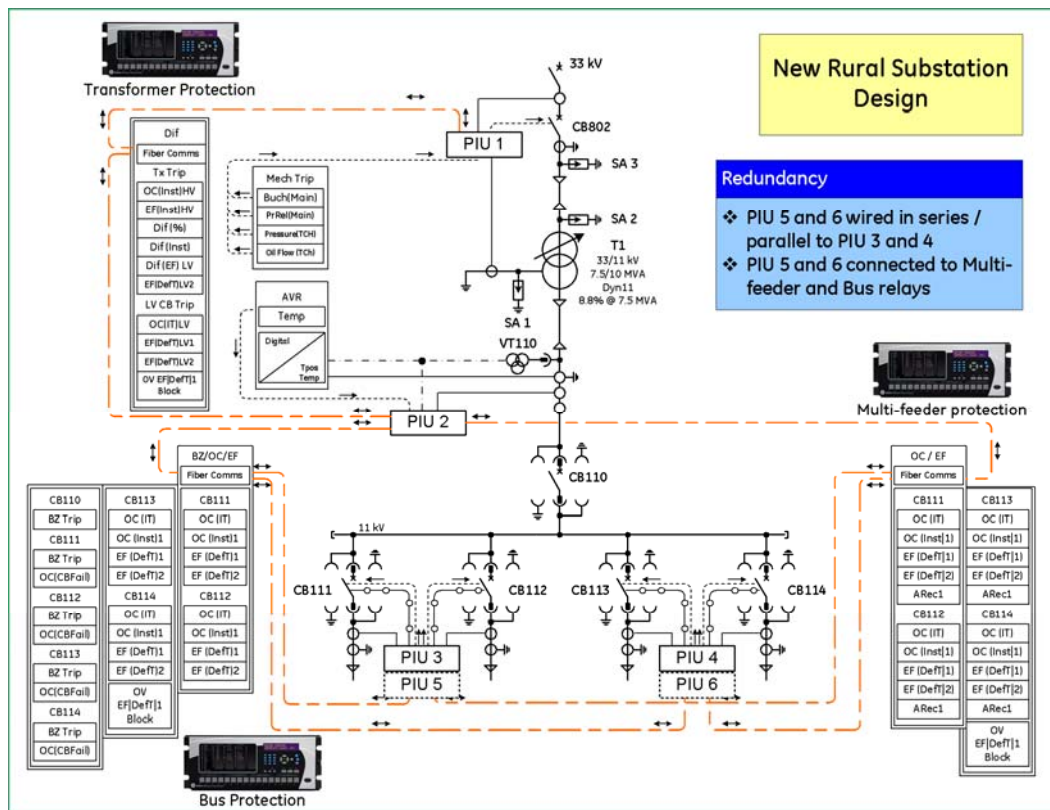 Transformer Protection
New Rural Substation
Design
33 kV
CB802
PIU 1
SA 3
SA 2
T1
33/11 kV
7.5/10 MVA
Dyn11
8.8% @ 7.5 MVA
SA 1
VT110
Redundancy
❖ PIU 5 and 6 wired in series /
parallel to PIU 3 and 4
❖ PIU 5 and 6 connected to Multi-
feeder and Bus relays
Dif
Fiber Comms
Tx Trip
OC(Inst)HV
EF(Inst)HV
Dif (%)
Dif (Inst)
Dif (EF) LV
EF(DefT)LV2
LV CB Trip
OC(IT)LV
EF(DefT)LV1
EF(DefT)LV2
OV EF|DefT|1
Block
Mech Trip
Buch(Main)
PrRel(Main)
Pressure(TCH)
Oil Flow (TCh)
AVR
Temp
Digital
Tpos
Temp
PIU 2
Multi-feeder protection
CB110
11 kV
CB111
CB112
CB113
CB114
PIU 3
PIU 5
PIU 4
PIU 6
BZ/OC/EF
Fiber Comms
CB110
BZ Trip
CB111
BZ Trip
OC(CBFail)
CB112
BZ Trip
OC(CBFail)
CB113
BZ Trip
OC(CBFail)
CB114
BZ Trip
OC(CBFail)
CB113
OC (IT)
OC (Inst)1
EF (DefT)1
EF (DefT)2
CB114
OC (IT)
OC (Inst)1
EF (DefT)1
EF (DefT)2
OV
EF|DefT|1
Block
CB111
OC (IT)
OC (Inst)1
EF (DefT)1
EF (DefT)2
CB112
OC (IT)
OC (Inst)1
EF (DefT)1
EF (DefT)2
OC / EF
Fiber Comms
CB111
OC (IT)
OC (Inst|1)
EF (DefT|1)
EF (DefT|2)
ARec1
CB112
OC (IT)
OC (Inst|1)
EF (DefT|1)
EF (DefT|2)
ARec1
CB113
OC (IT)
OC (Inst|1)
EF (DefT|1)
EF (DefT|2)
ARec1
CB114
OC (IT)
OC (Inst|1)
EF (DefT|1)
EF (DefT|2)
ARec1
OV
EF|DefT|1
Block
Bus Protection